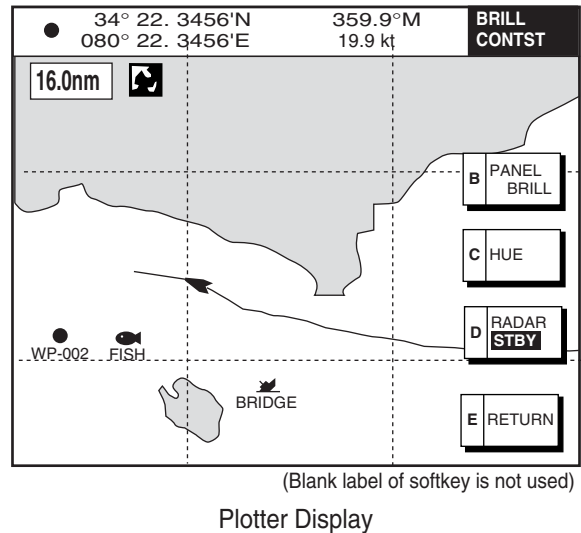 34° 22. 3456'N 359.9°M BRILL
080° 22. 3456'E 19.9 kt CONTST
16.0nm
B PANEL BRILL
C HUE
D RADAR STBY
WP-002 FISH
BRIDGE
E RETURN
(Blank label of softkey is not used)
Plotter Display